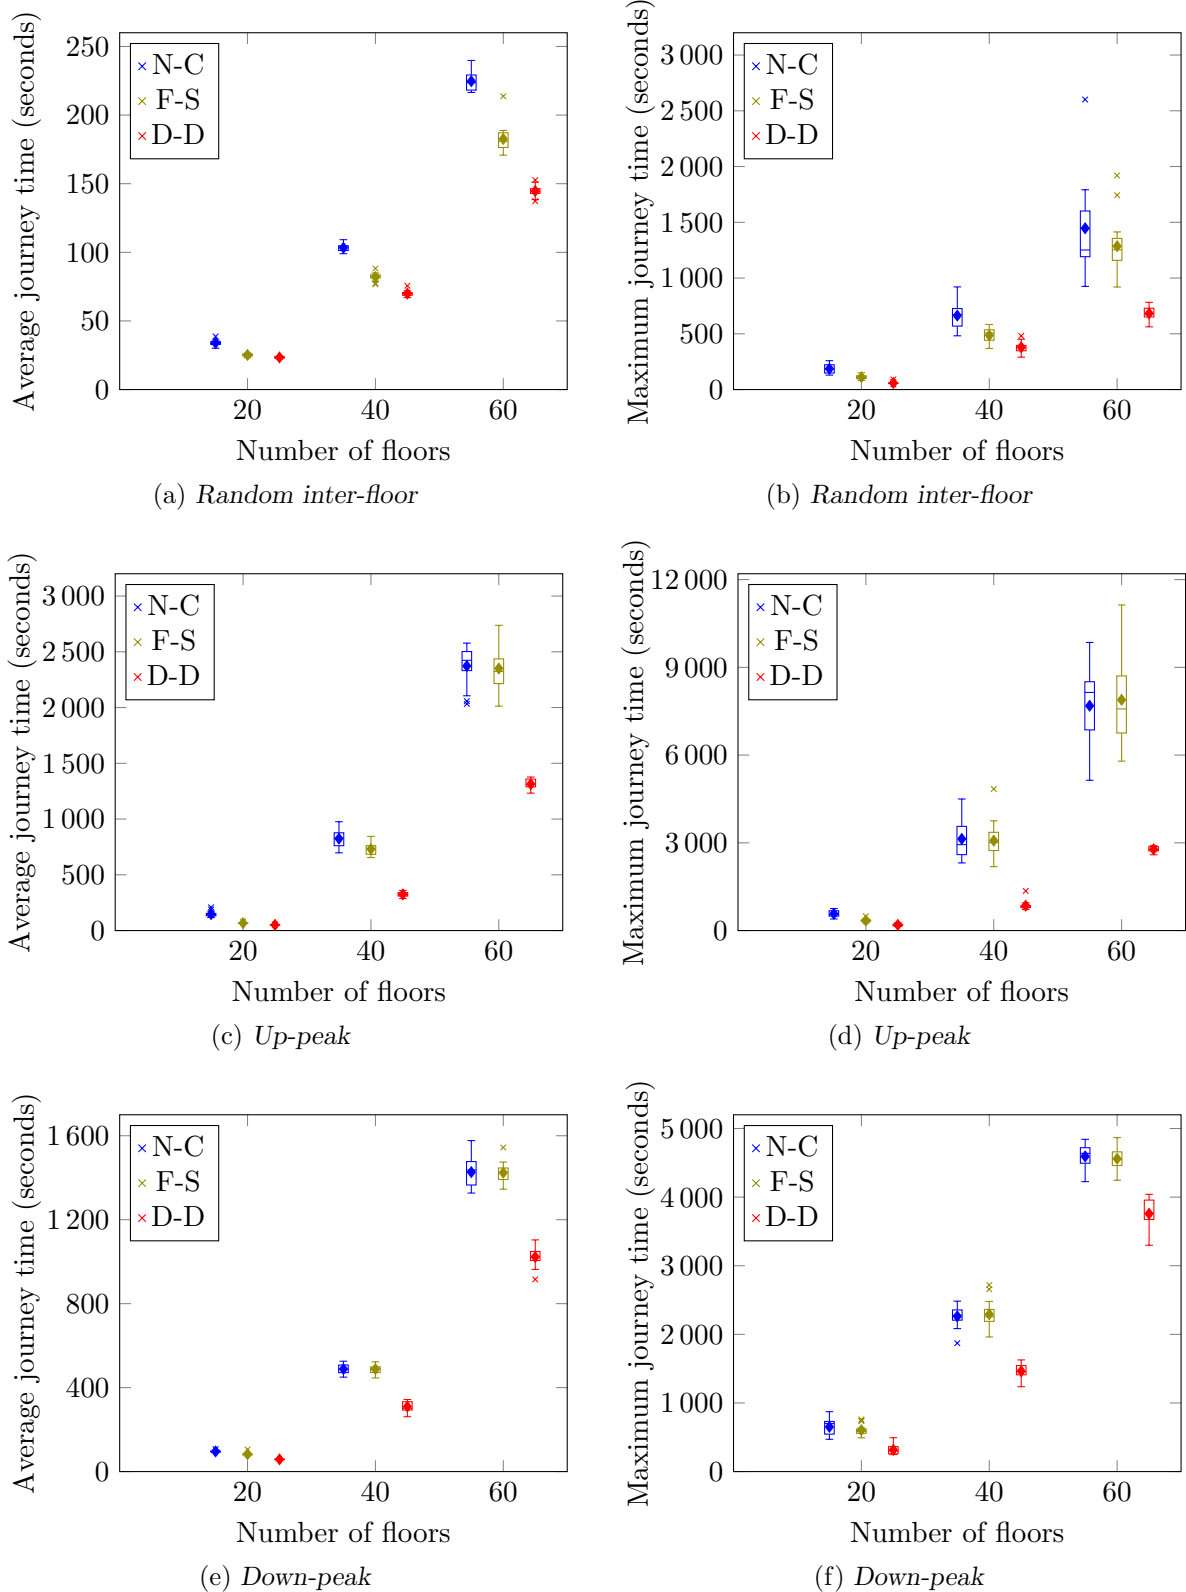 Average journey time (seconds)
250
200
150
100
50
0
N-C
F-S
D-D
20 40 60
Number of floors
(a) Random inter-floor
Maximum journey time (seconds)
3 000
2 500
2 000
1 500
1 000
500
0
N-C
F-S
D-D
20 40 60
Number of floors
(b) Random inter-floor
Average journey time (seconds)
3 000
2 500
2 000
1 500
1 000
500
0
N-C
F-S
D-D
20 40 60
Number of floors
(c) Up-peak
Maximum journey time (seconds)
12 000
9 000
6 000
3 000
0
N-C
F-S
D-D
20 40 60
Number of floors
(d) Up-peak
Average journey time (seconds)
1 600
1 200
800
400
0
N-C
F-S
D-D
20 40 60
Number of floors
(e) Down-peak
Maximum journey time (seconds)
5 000
4 000
3 000
2 000
1 000
0
N-C
F-S
D-D
20 40 60
Number of floors
(f) Down-peak